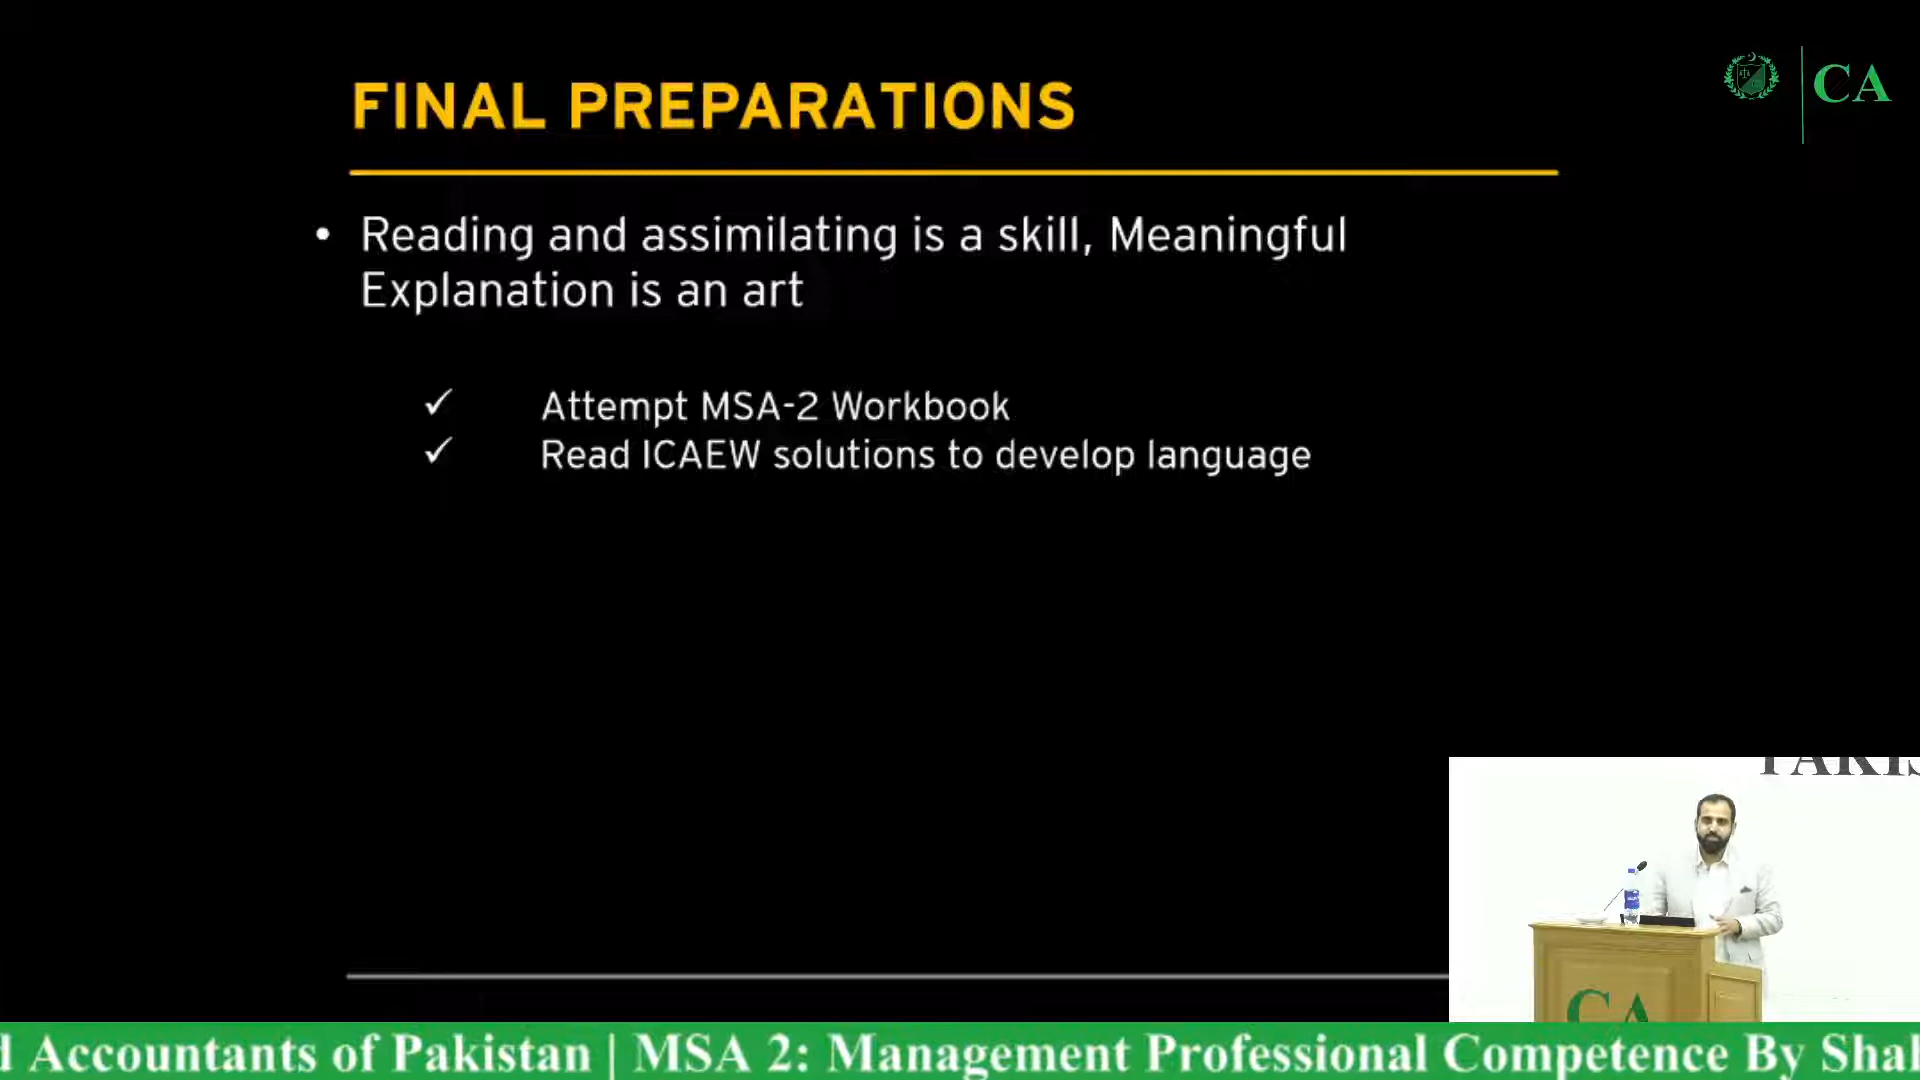 CA
FINAL PREPARATIONS
• Reading and assimilating is a skill, Meaningful
Explanation is an art
✓ Attempt MSA-2 Workbook
✓ Read ICAEW solutions to develop language
CA
Accountants of Pakistan | MSA 2: Management Professional Competence By